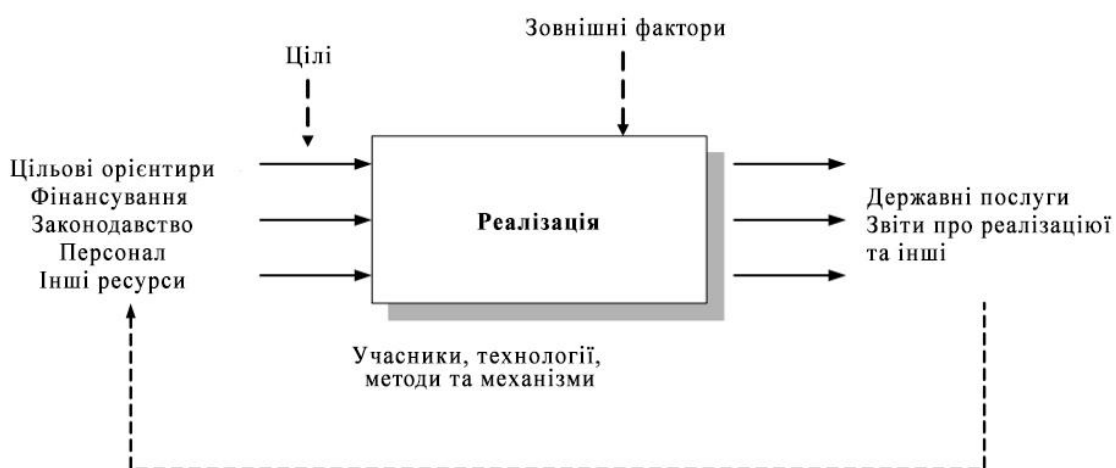 Зовнішні фактори
Цілі
Цільові орієнтири
Фінансування
Законодавство
Персонал
Інші ресурси
Реалізація
Державні послуги
Звіти про реалізаціюї
та інші
Учасники, технології,
методи та механізми